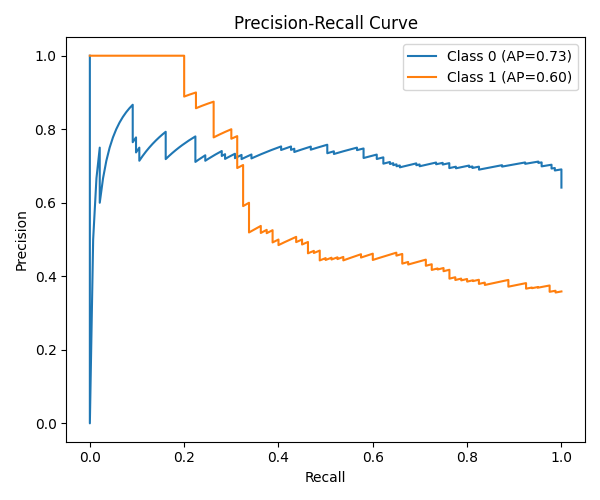 Precision-Recall Curve
Class 0 (AP=0.73)
Class 1 (AP=0.60)
Precision
1.0
0.8
0.6
0.4
0.2
0.0
0.0 0.2 0.4 0.6 0.8 1.0
Recall